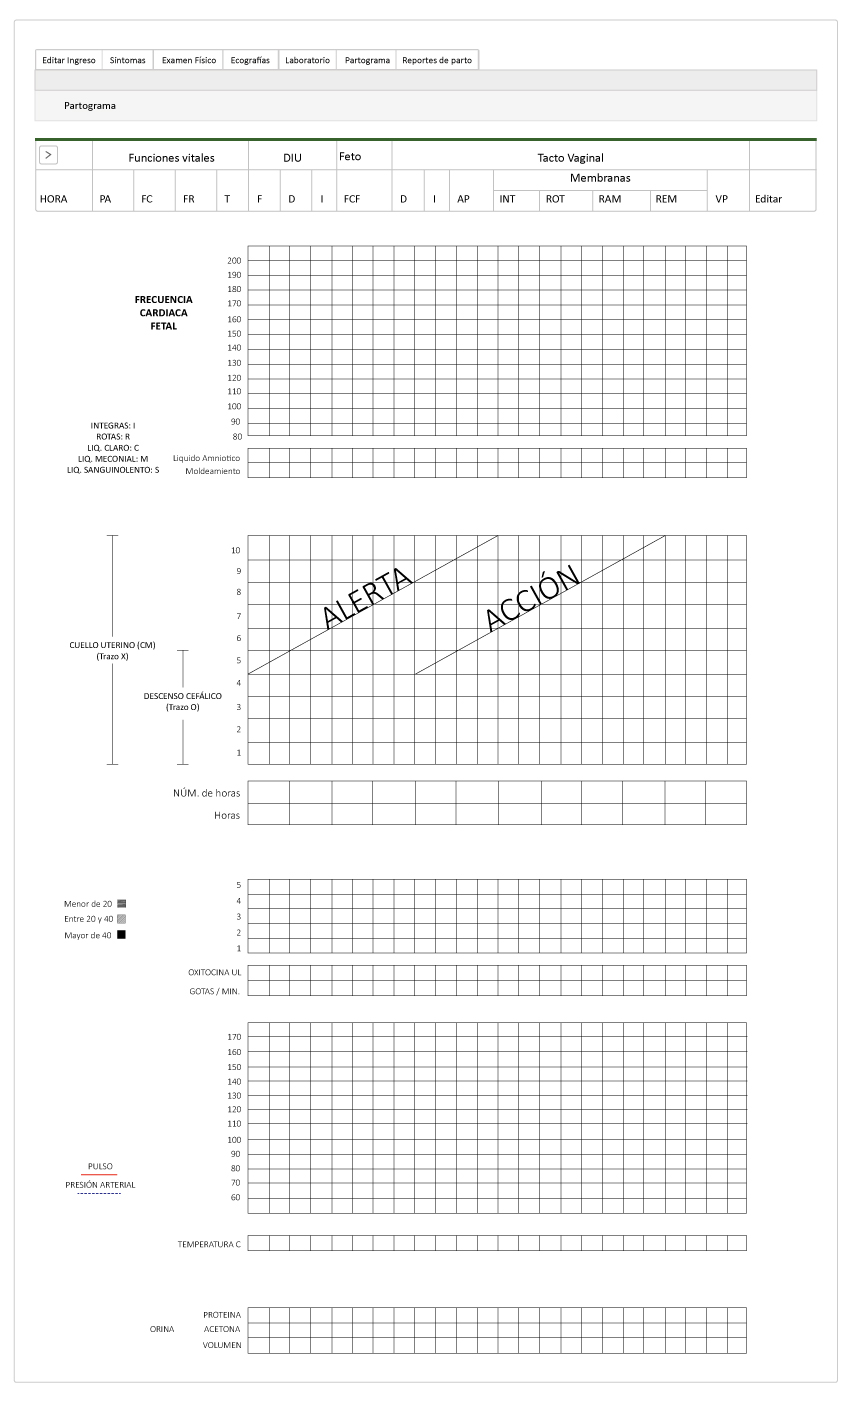 Editar Ingreso Sintomas Examen Físico Ecografías Laboratorio Partograma Reportes de parto
Partograma
> Funciones vitales DIU Feto Tacto Vaginal
Membranas
HORA PA FC FR T F D I FCF D I AP INT ROT RAM REM VP Editar
200
190
180
170
160
150
140
130
120
110
100
90
80
FRECUENCIA
CARDIACA
FETAL
INTEGRAS: I
ROTAS: R
LIQ. CLARO: C
LIQ. MECONIAL: M
LIQ. SANGUINOLENTO: S
Liquido Amniotico
Moldeamiento
10
9
8
7
6
5
4
3
2
1
ALERTA
ACCIÓN
CUELLO UTERINO (CM)
(Trazo X)
DESCENSO CEFÁLICO
(Trazo O)
NÚM. de horas
Horas
5
4
3
2
1
Menor de 20
Entre 20 y 40
Mayor de 40
OXITOCINA UL
GOTAS / MIN.
170
160
150
140
130
120
110
100
90
80
70
60
PULSO
PRESIÓN ARTERIAL
TEMPERATURA C
PROTEINA
ORINA ACETONA
VOLUMEN